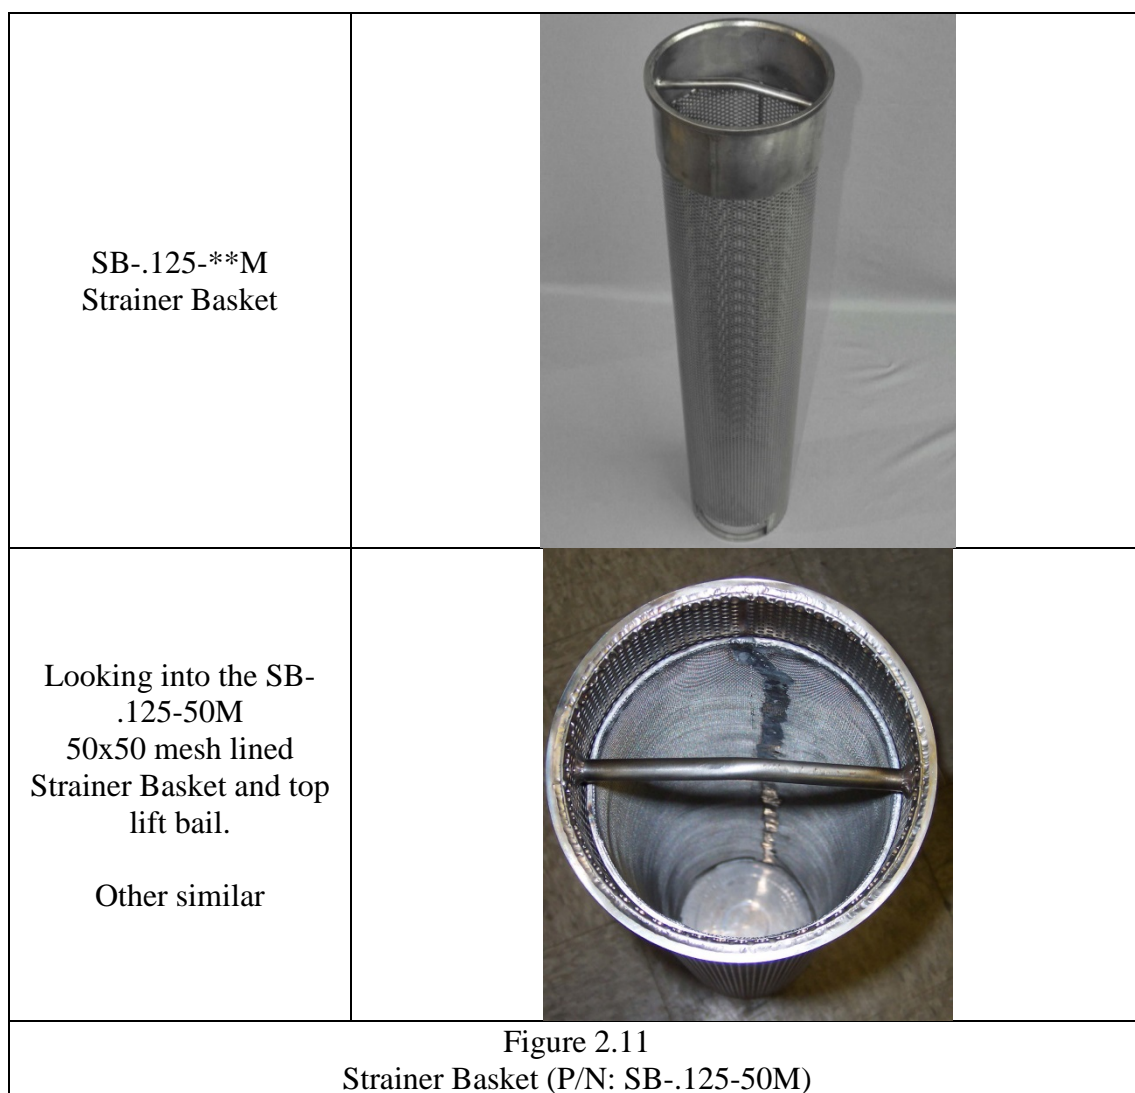 SB-.125-**M
Strainer Basket
Looking into the SB-
.125-50M
50x50 mesh lined
Strainer Basket and top
lift bail.
Other similar
Figure 2.11
Strainer Basket (P/N: SB-.125-50M)